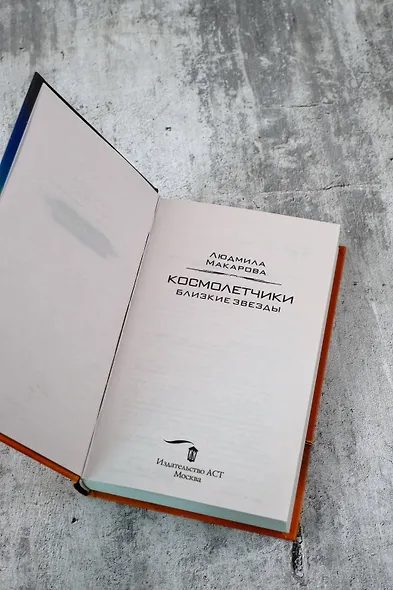 ЛЮДМИЛА
МАКАРОВА
КОСМОЛЕТЧИКИ
БЛИЗКИЕ ЗВЕЗДЫ
Издательство АСТ
Москва